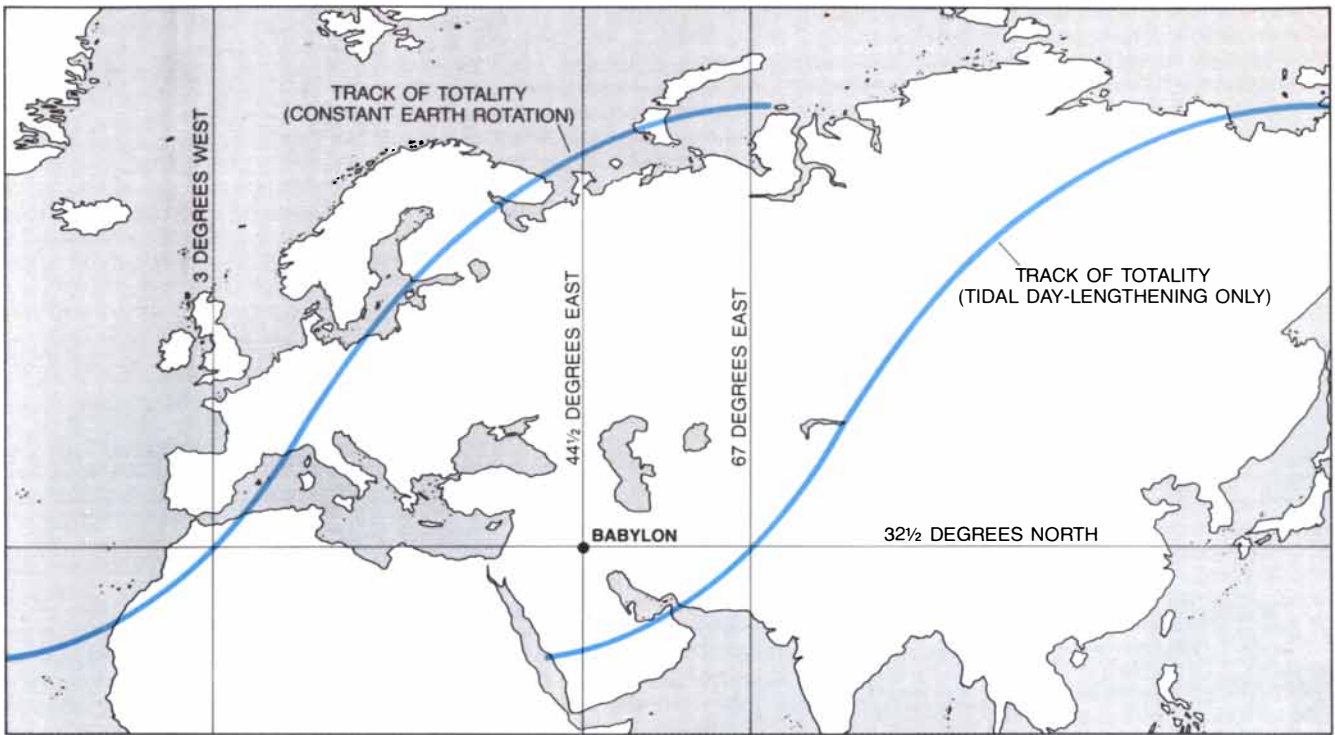 TRACK OF TOTALITY
(CONSTANT EARTH ROTATION)
3 DEGREES WEST
44½ DEGREES EAST
67 DEGREES EAST
TRACK OF TOTALITY
(TIDAL DAY-LENGTHENING ONLY)
BABYLON
32½ DEGREES NORTH